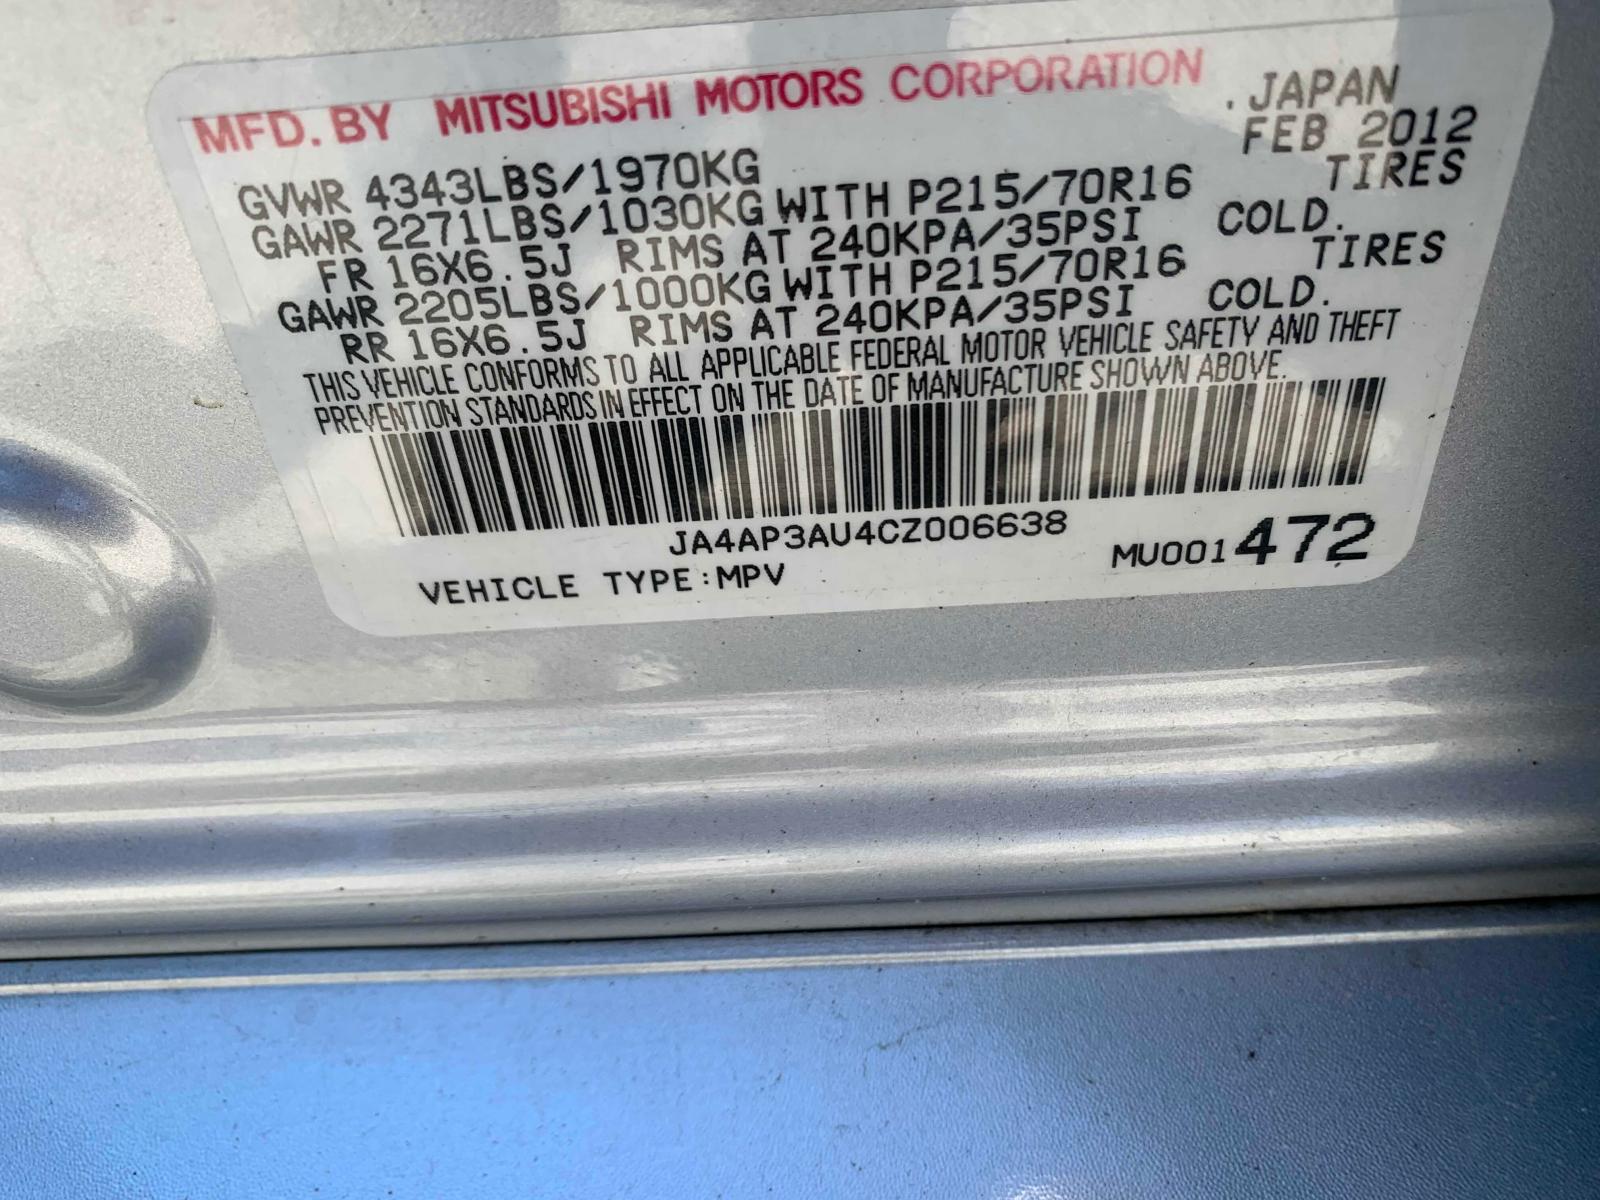 MFD. BY MITSUBISHI MOTORS CORPORATION
. JAPAN
FEB 2012
GVWR 4343LBS/1970KG
GAWR 2271LBS/1030KG WITH P215/70R16 TIRES
FR 16X6.5J RIMS AT 240KPA/35PSI COLD.
GAWR 2205LBS/1000KG WITH P215/70R16 TIRES
RR 16X6.5J RIMS AT 240KPA/35PSI COLD.
THIS VEHICLE CONFORMS TO ALL APPLICABLE FEDERAL MOTOR VEHICLE SAFETY AND THEFT
PREVENTION STANDARDS IN EFFECT ON THE DATE OF MANUFACTURE SHOWN ABOVE.
JA4AP3AU4CZ006638
VEHICLE TYPE:MPV
MU001472